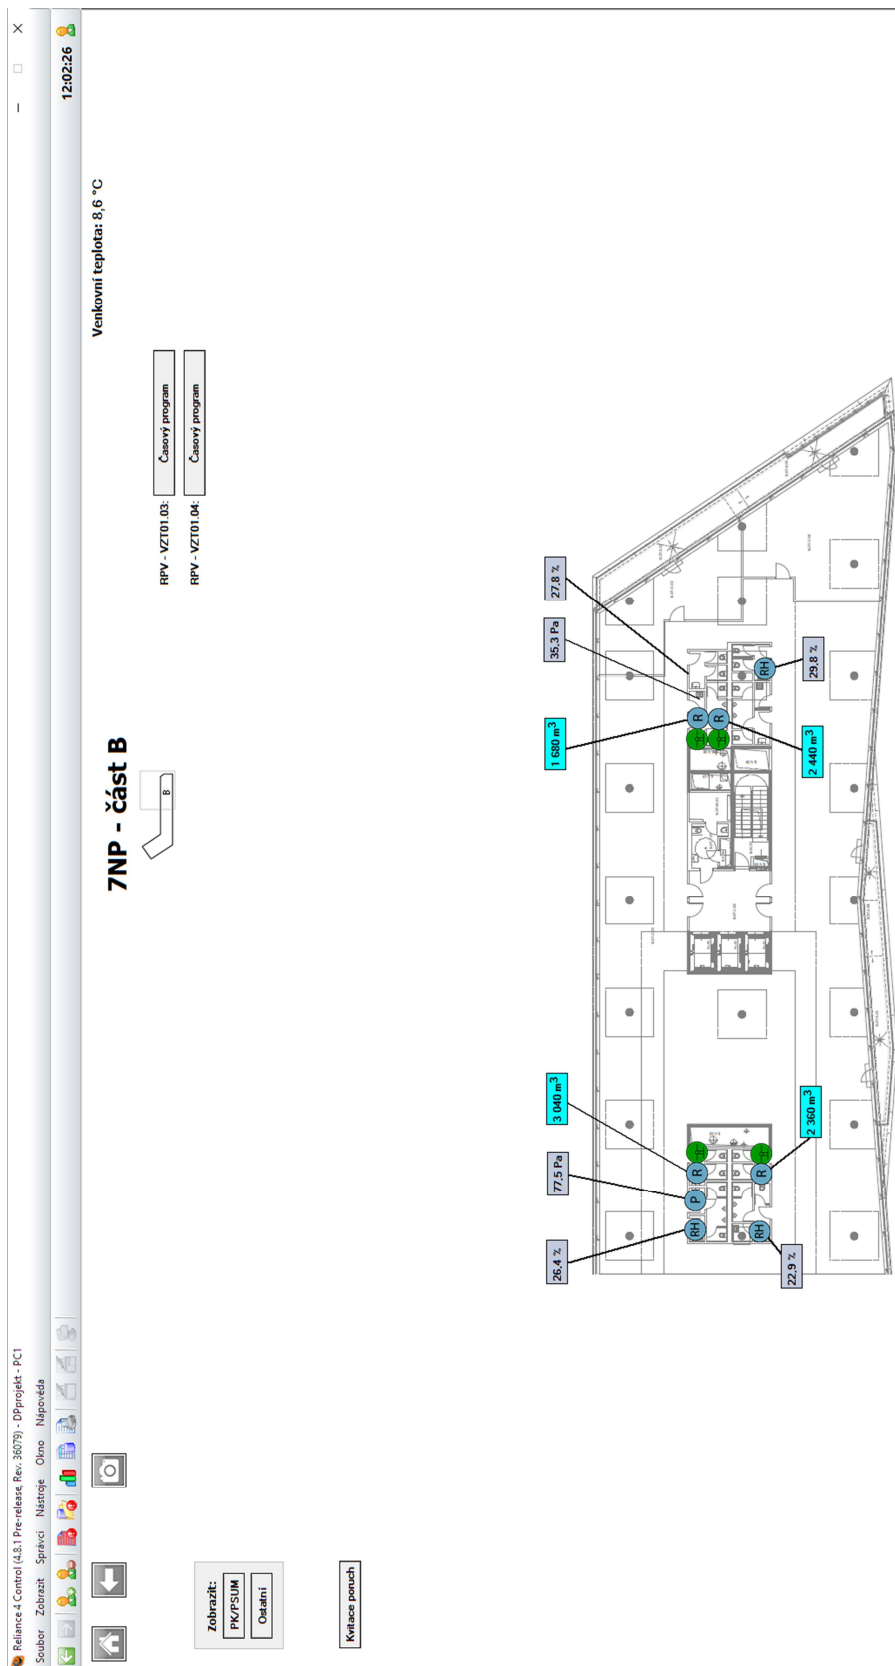 Reliance 4 Control (4.8.1 Pre-release, Rev. 36079) - DPprojekt - PC1
Soubor Zobrazit Správci Nástroje Okno Nápověda
12:02:26
7NP - část B
Venkovní teplota: 8,6 °C
B
RPV - VZT01.03: Časový program
RPV - VZT01.04: Časový program
Zobrazit:
PK/PSUM
Ostatní
Kvitace poruch
26,4 %
77,5 Pa
3 040 m³
1 680 m³
35,3 Pa
27,8 %
RH
P
R
R
R
RH
R
RH
22,9 %
2 360 m³
2 440 m³
29,8 %